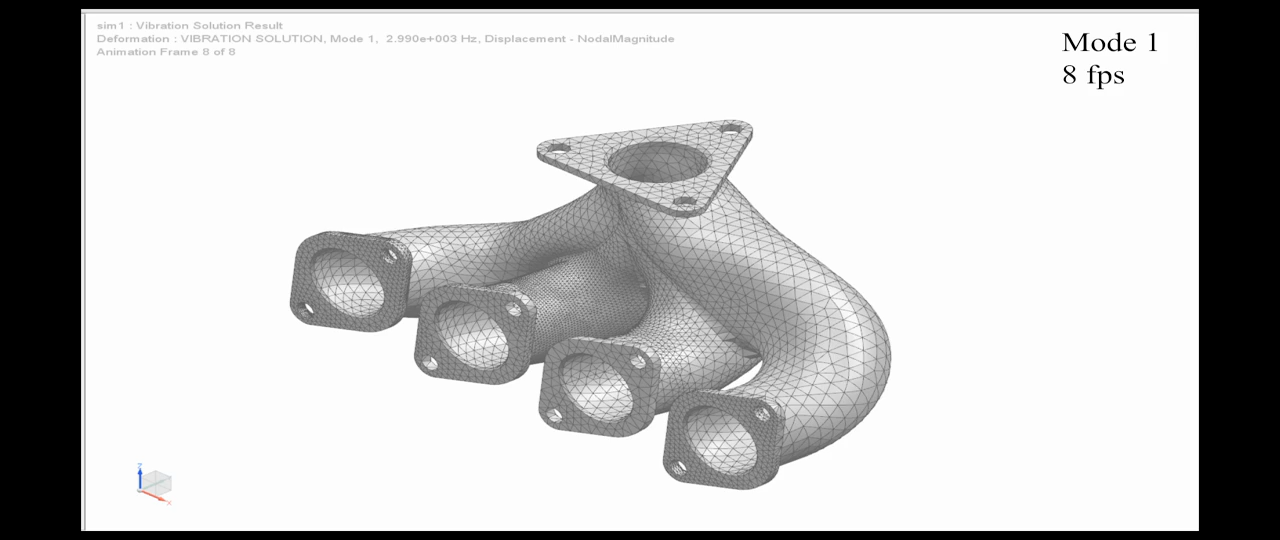 sim1 : Vibration Solution Result
Deformation : VIBRATION SOLUTION, Mode 1, 2.990e+003 Hz, Displacement - NodalMagnitude
Animation Frame 8 of 8
Mode 1
8 fps
Z
X